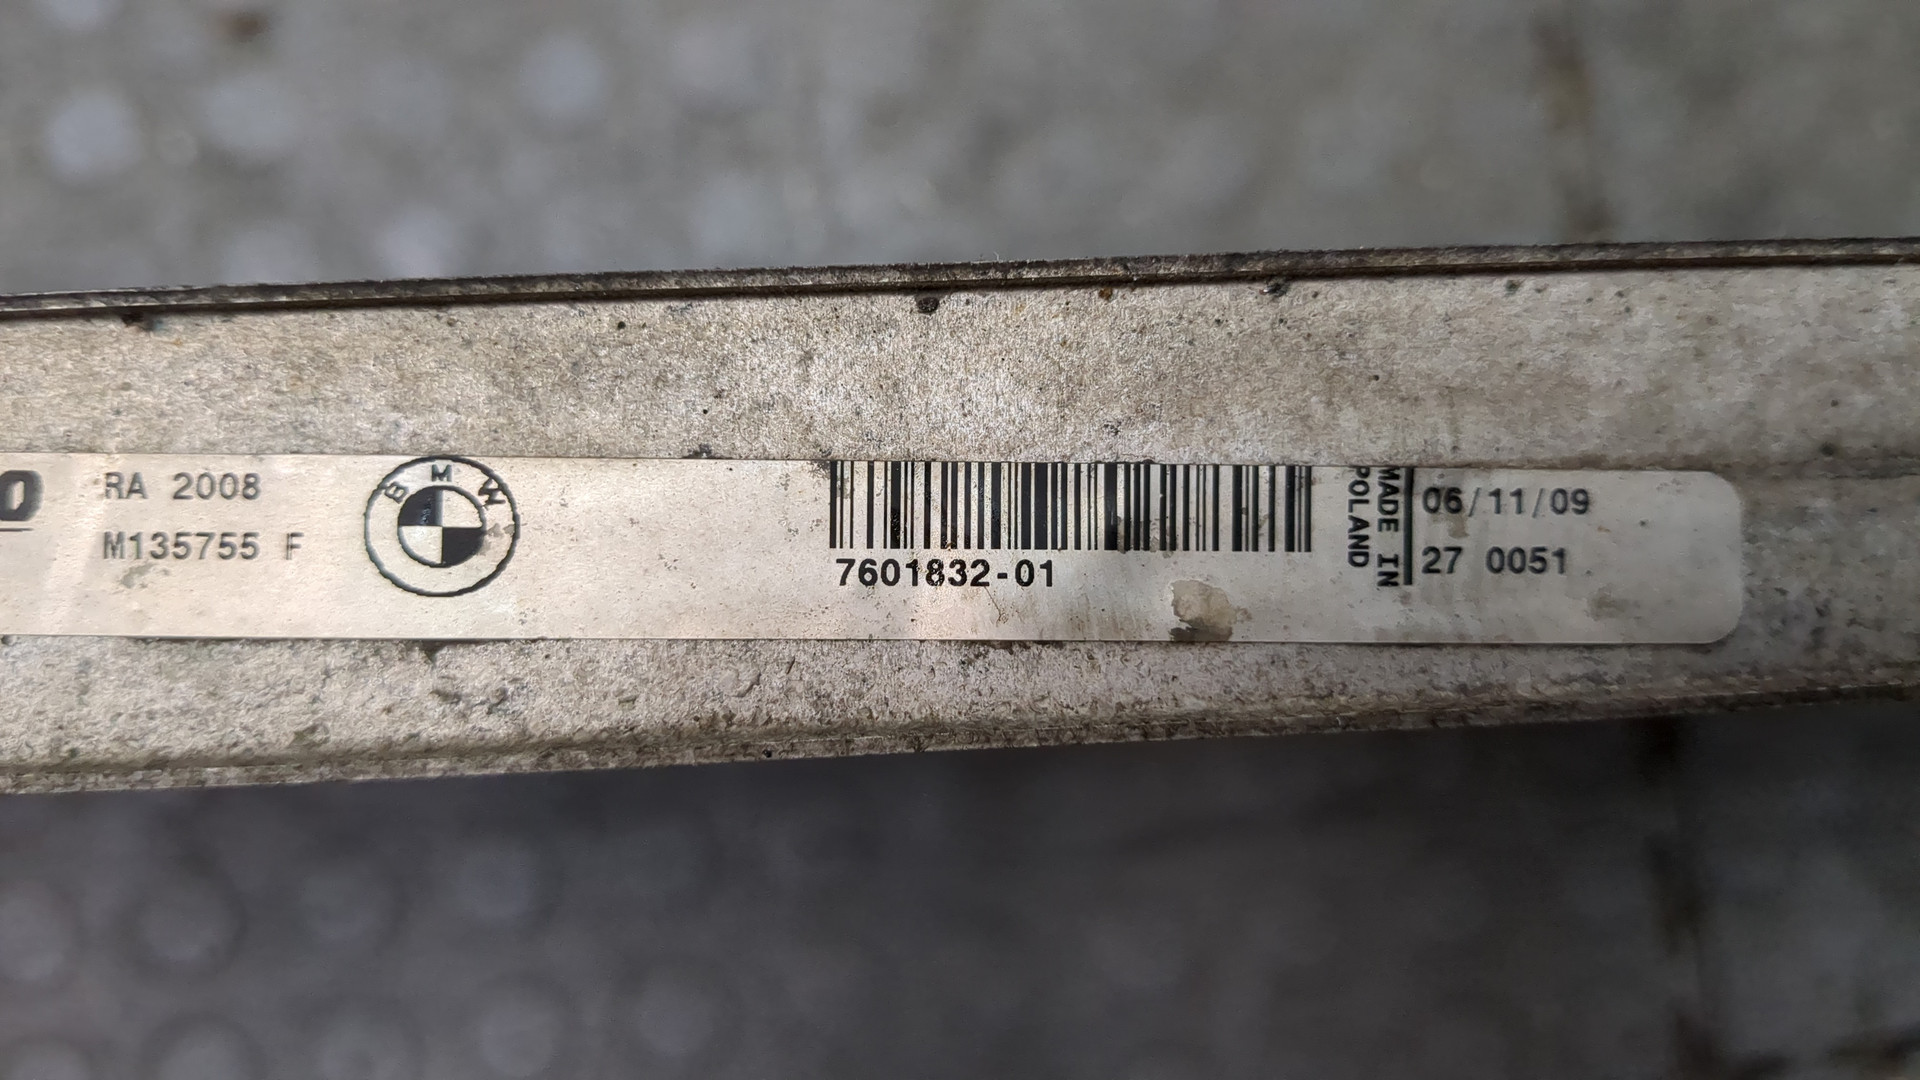 RA 2008
M135755 F
BMW
7601832-01
MADE IN
POLAND
06/11/09
27 0051